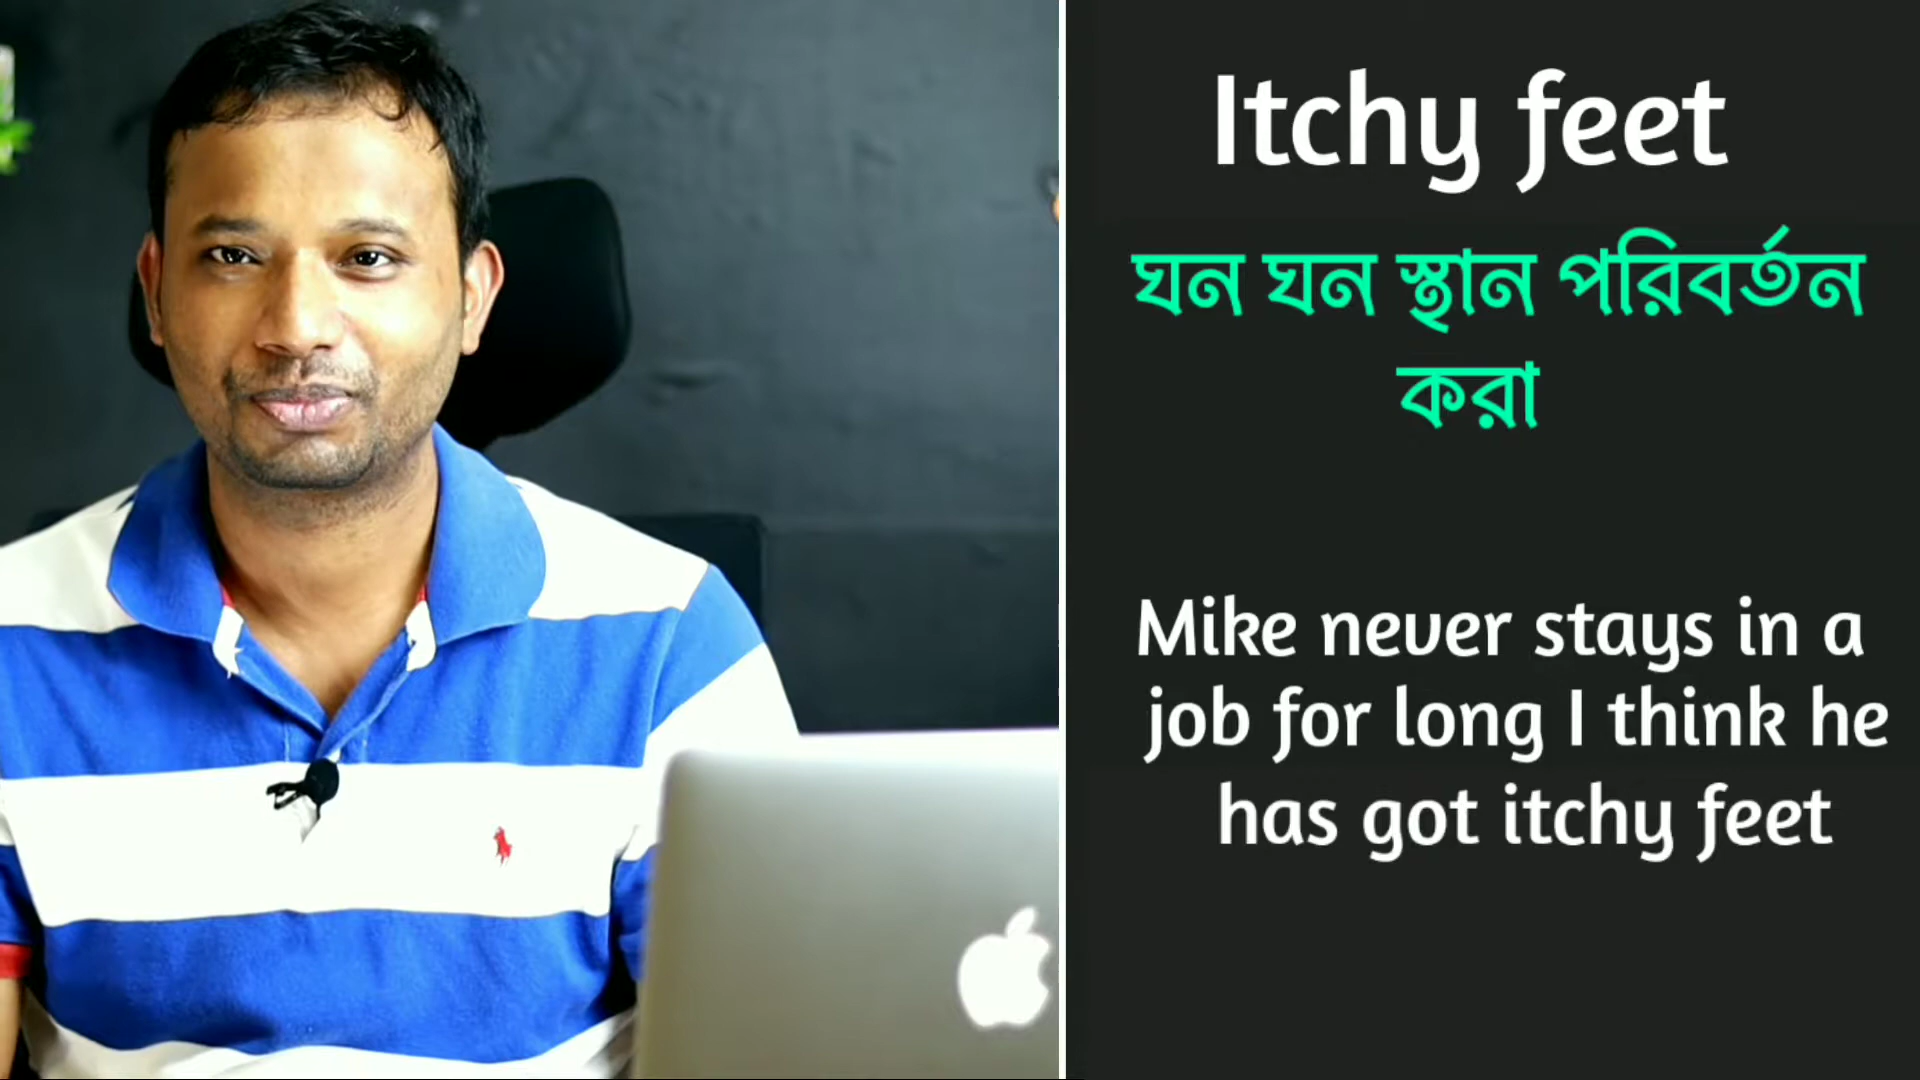 Itchy feet
ঘন ঘন স্থান পরিবর্তন
করা
Mike never stays in a
job for long I think he
has got itchy feet